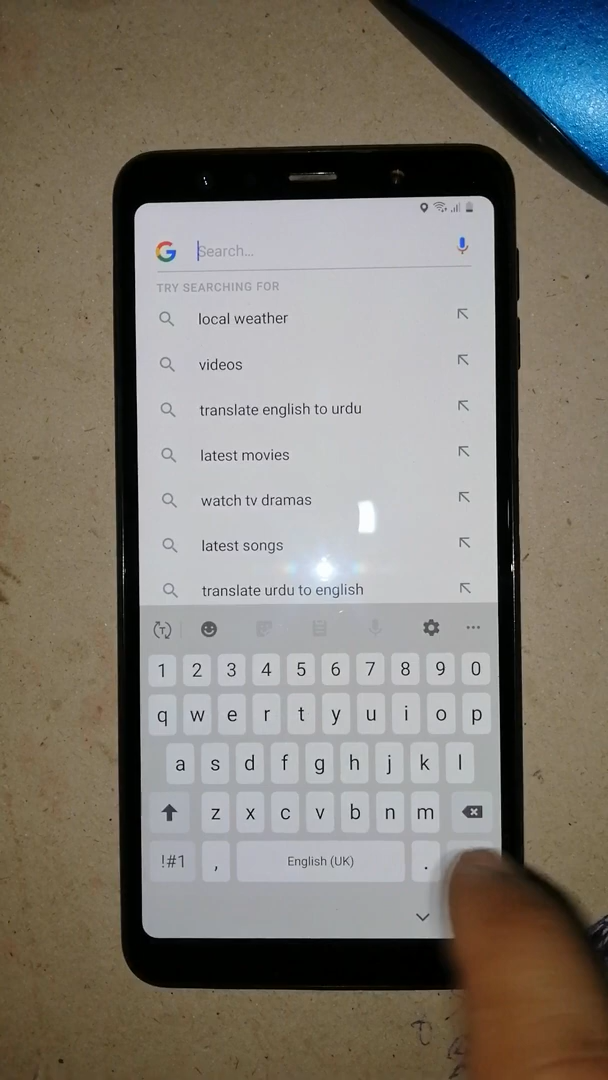 Search...
TRY SEARCHING FOR
local weather
videos
translate english to urdu
latest movies
watch tv dramas
latest songs
translate urdu to english
1 2 3 4 5 6 7 8 9 0
q w e r t y u i o p
a s d f g h j k l
z x c v b n m
!#1 , English (UK) .